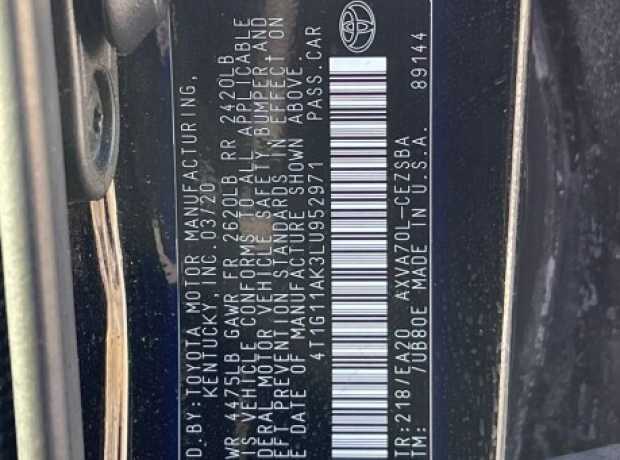 D. BY: TOYOTA MOTOR MANUFACTURING,
KENTUCKY, INC. 03/20
WR 4475LB GAWR FR 2620LB RR 2420LB
IS VEHICLE CONFORMS TO ALL APPLICABLE
DERAL MOTOR VEHICLE SAFETY, BUMPER AND
EFT PREVENTION STANDARDS IN EFFECT ON
E DATE OF MANUFACTURE SHOWN ABOVE.
4T1G11AK3LU952971 PASS. CAR
TR: 218/EA20 AXVA70L-CEZSBA 89144
TM: 7UB80E MADE IN U.S.A.